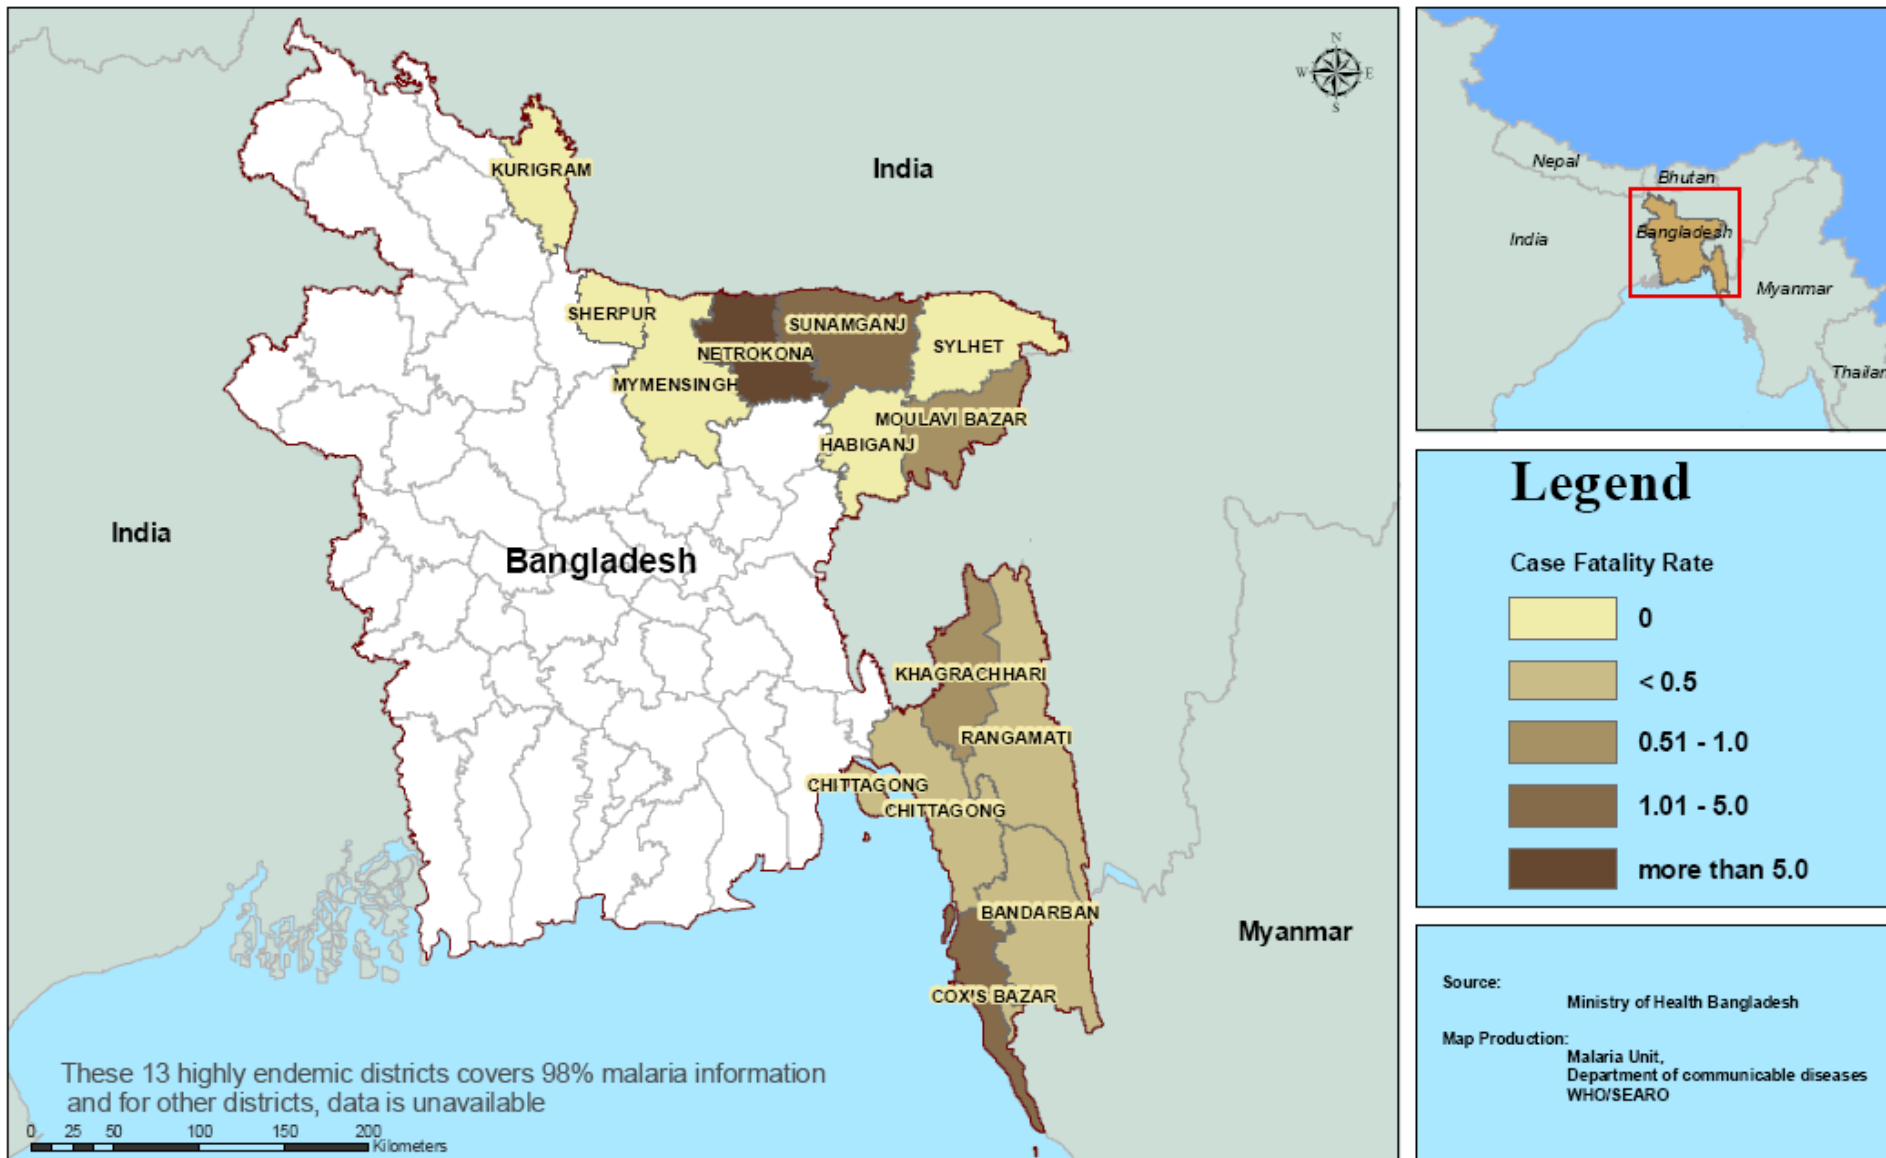 N
W E
S
KURIGRAM
India
SHERPUR
SUNAMGANJ
NETROKONA
SYLHET
MYMENSINGH
MOULAVI BAZAR
HABIGANJ
India
Bangladesh
KHAGRACHHARI
RANGAMATI
CHITTAGONG
CHITTAGONG
BANDARBAN
Myanmar
COX'S BAZAR
These 13 highly endemic districts covers 98% malaria information
and for other districts, data is unavailable
0 25 50 100 150 200
Kilometers
Nepal
Bhutan
India
Bangladesh
Myanmar
Thailan
Legend
Case Fatality Rate
0
< 0.5
0.51 - 1.0
1.01 - 5.0
more than 5.0
Source:
Ministry of Health Bangladesh
Map Production:
Malaria Unit,
Department of communicable diseases
WHO/SEARO